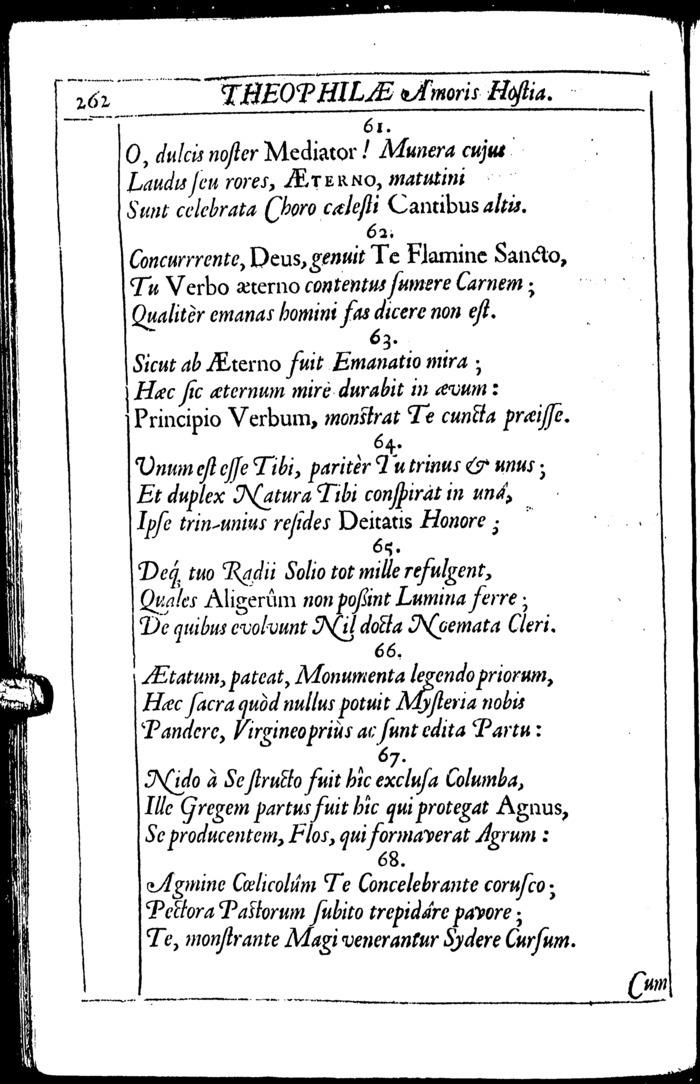 262 THEOPHILÆ Amoris Hoſtia.
61.
O, dulcis noſter Mediator! Munera cujus
Laudis ſeu rores, ÆTERNO, matutini
Sunt celebrata Choro cæleſti Cantibus altis.
62.
Concurrrente, Deus, genuit Te Flamine Sancto,
Tu Verbo æterno contentus ſumere Carnem;
Qualitèr emanas homini fas dicere non eſt.
63.
Sicut ab Æterno fuit Emanatio mira;
Hæc ſic æternum mirè durabit in ævum:
Principio Verbum, monſtrat Te cuncta præiſſe.
64.
Unum eſt eſſe Tibi, paritèr Tu trinus & unus;
Et duplex Natura Tibi conſpirat in unâ,
Ipſe trin-unius reſides Deitatis Honore;
65.
Deq́ tuo Radii Solio tot mille refulgent,
Quales Aligerûm non poßint Lumina ferre;
De quibus evolvunt Nil docta Noemata Cleri.
66.
Ætatum, pateat, Monumenta legendo priorum,
Hæc ſacra quòd nullus potuit Myſteria nobis
Pandere, Virgineo priùs ac ſunt edita Partu:
67.
Nido à Se ſtructo fuit hîc excluſa Columba,
Ille Gregem partus fuit hîc qui protegat Agnus,
Se producentem, Flos, qui formaverat Agrum:
68.
Agmine Cœlicolûm Te Concelebrante coruſco;
Pectora Paſtorum ſubito trepidâre pavore;
Te, monſtrante Magi venerantur Sydere Curſum.
Cum